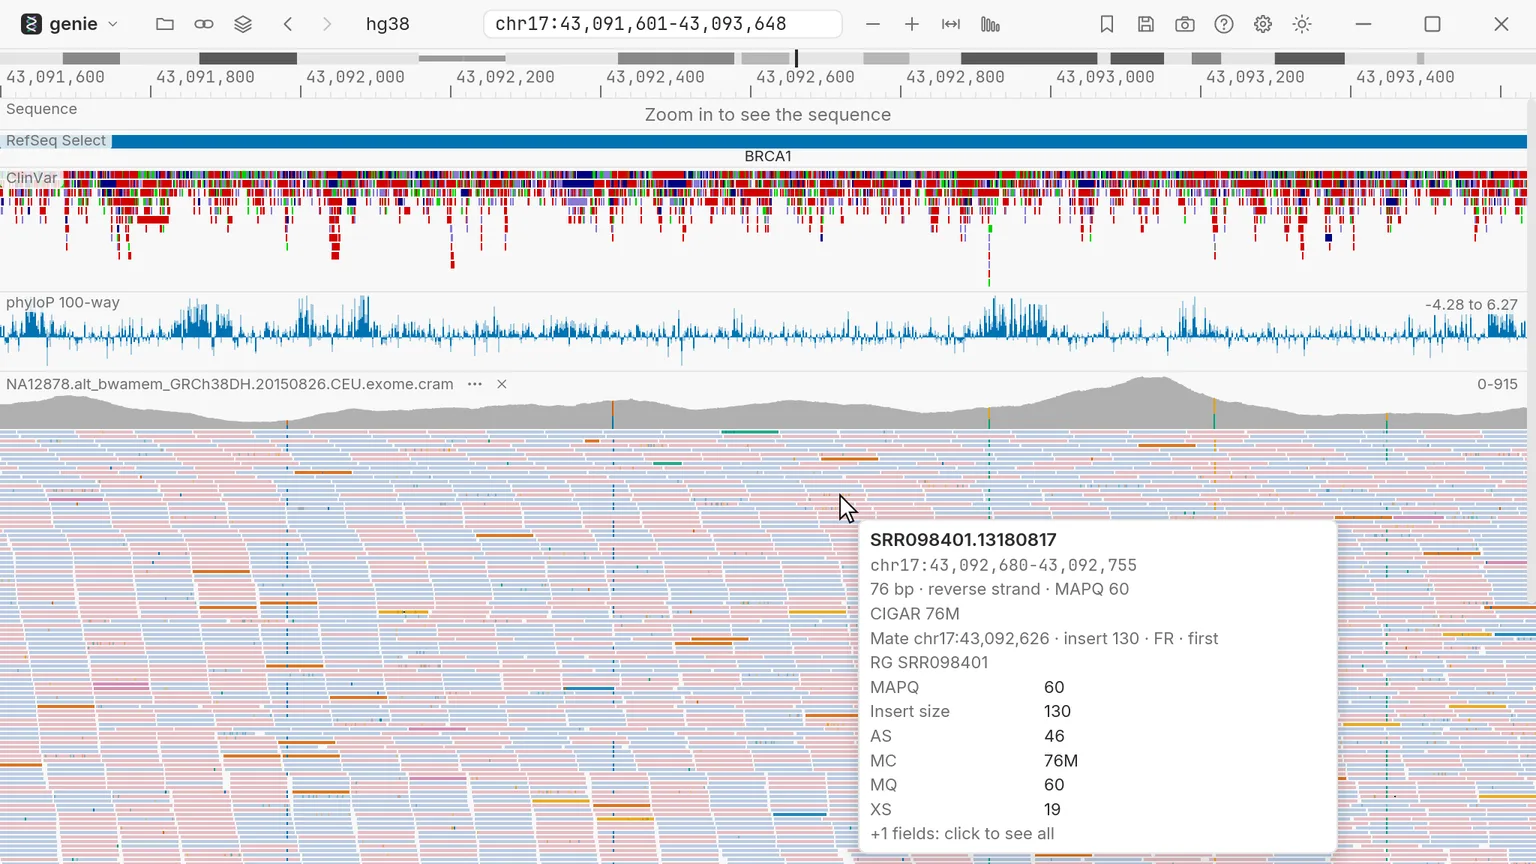 genie
hg38
chr17:43,091,601-43,093,648
43,091,600 43,091,800 43,092,000 43,092,200 43,092,400 43,092,600 43,092,800 43,093,000 43,093,200 43,093,400
Sequence
Zoom in to see the sequence
RefSeq Select
BRCA1
ClinVar
phyloP 100-way
-4.28 to 6.27
NA12878.alt_bwamem_GRCh38DH.20150826.CEU.exome.cram
0-915
SRR098401.13180817
chr17:43,092,680-43,092,755
76 bp · reverse strand · MAPQ 60
CIGAR 76M
Mate chr17:43,092,626 · insert 130 · FR · first
RG SRR098401
MAPQ 60
Insert size 130
AS 46
MC 76M
MQ 60
XS 19
+1 fields: click to see all